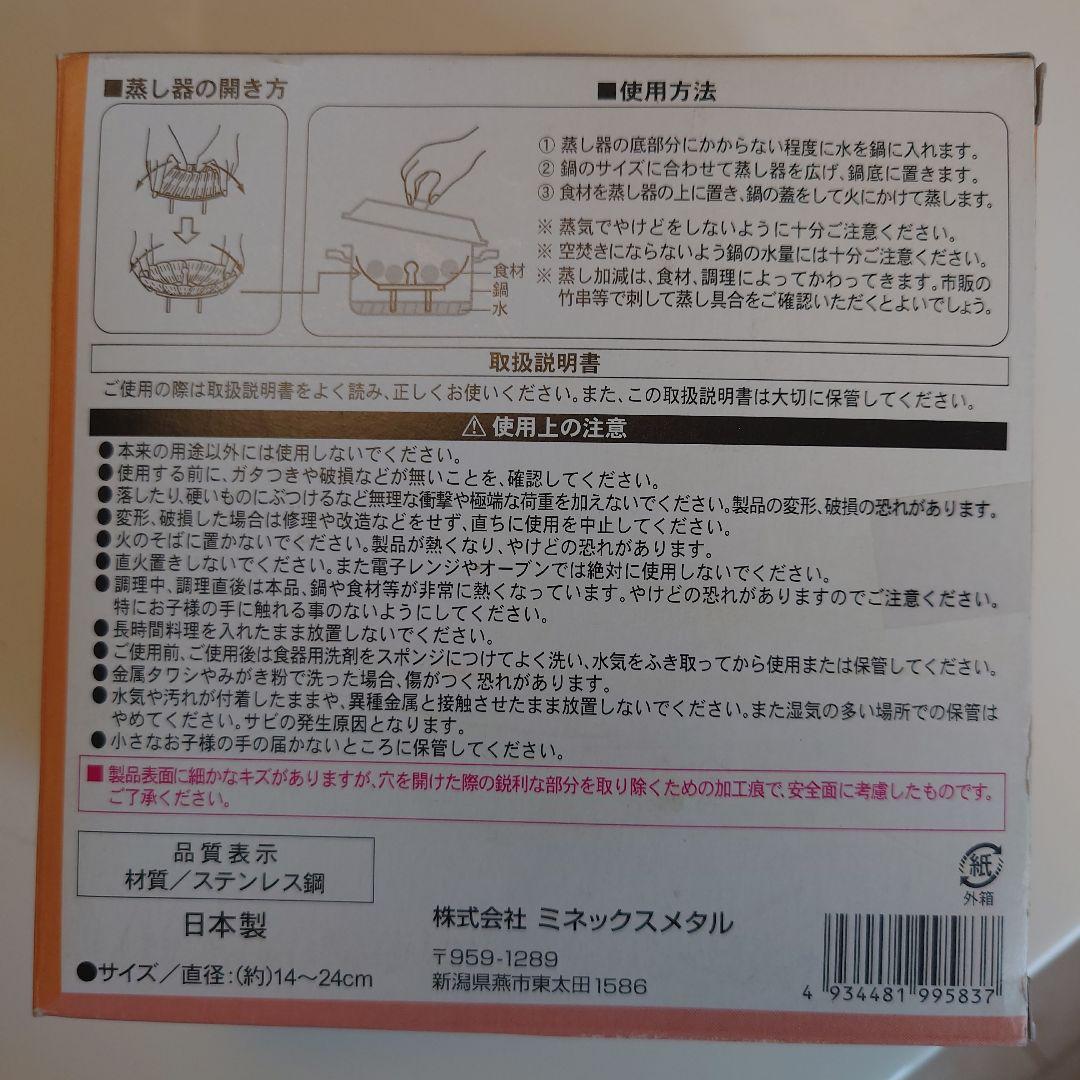 ■蒸し器の開き方
■使用方法
① 蒸し器の底部分にかからない程度に水を鍋に入れます。
② 鍋のサイズに合わせて蒸し器を広げ、鍋底に置きます。
③ 食材を蒸し器の上に置き、鍋の蓋をして火にかけて蒸します。
※ 蒸気でやけどをしないように十分ご注意ください。
※ 空焚きにならないよう鍋の水量には十分ご注意ください。
※ 蒸し加減は、食材、調理によってかわってきます。市販の
竹串等で刺して蒸し具合をご確認いただくとよいでしょう。
食材
鍋
水
取扱説明書
ご使用の際は取扱説明書をよく読み、正しくお使いください。また、この取扱説明書は大切に保管してください。
⚠ 使用上の注意
●本来の用途以外には使用しないでください。
●使用する前に、ガタつきや破損などが無いことを、確認してください。
●落したり、硬いものにぶつけるなど無理な衝撃や極端な荷重を加えないでください。製品の変形、破損の恐れがあります。
●変形、破損した場合は修理や改造などをせず、直ちに使用を中止してください。
●火のそばに置かないでください。製品が熱くなり、やけどの恐れがあります。
●直火置きしないでください。また電子レンジやオーブンでは絶対に使用しないでください。
●調理中、調理直後は本品、鍋や食材等が非常に熱くなっています。やけどの恐れがありますのでご注意ください。
特にお子様の手に触れる事のないようにしてください。
●長時間料理を入れたまま放置しないでください。
●ご使用前、ご使用後は食器用洗剤をスポンジにつけてよく洗い、水気をふき取ってから使用または保管してください。
●金属タワシやみがき粉で洗った場合、傷がつく恐れがあります。
●水気や汚れが付着したままや、異種金属と接触させたまま放置しないでください。また湿気の多い場所での保管は
やめてください。サビの発生原因となります。
●小さなお子様の手の届かないところに保管してください。
■製品表面に細かなキズがありますが、穴を開けた際の鋭利な部分を取り除くための加工痕で、安全面に考慮したものです。
ご了承ください。
品質表示
材質／ステンレス鋼
日本製
●サイズ／直径：(約)14～24cm
株式会社 ミネックスメタル
〒959-1289
新潟県燕市東太田1586
紙
外箱
4 934481 995837